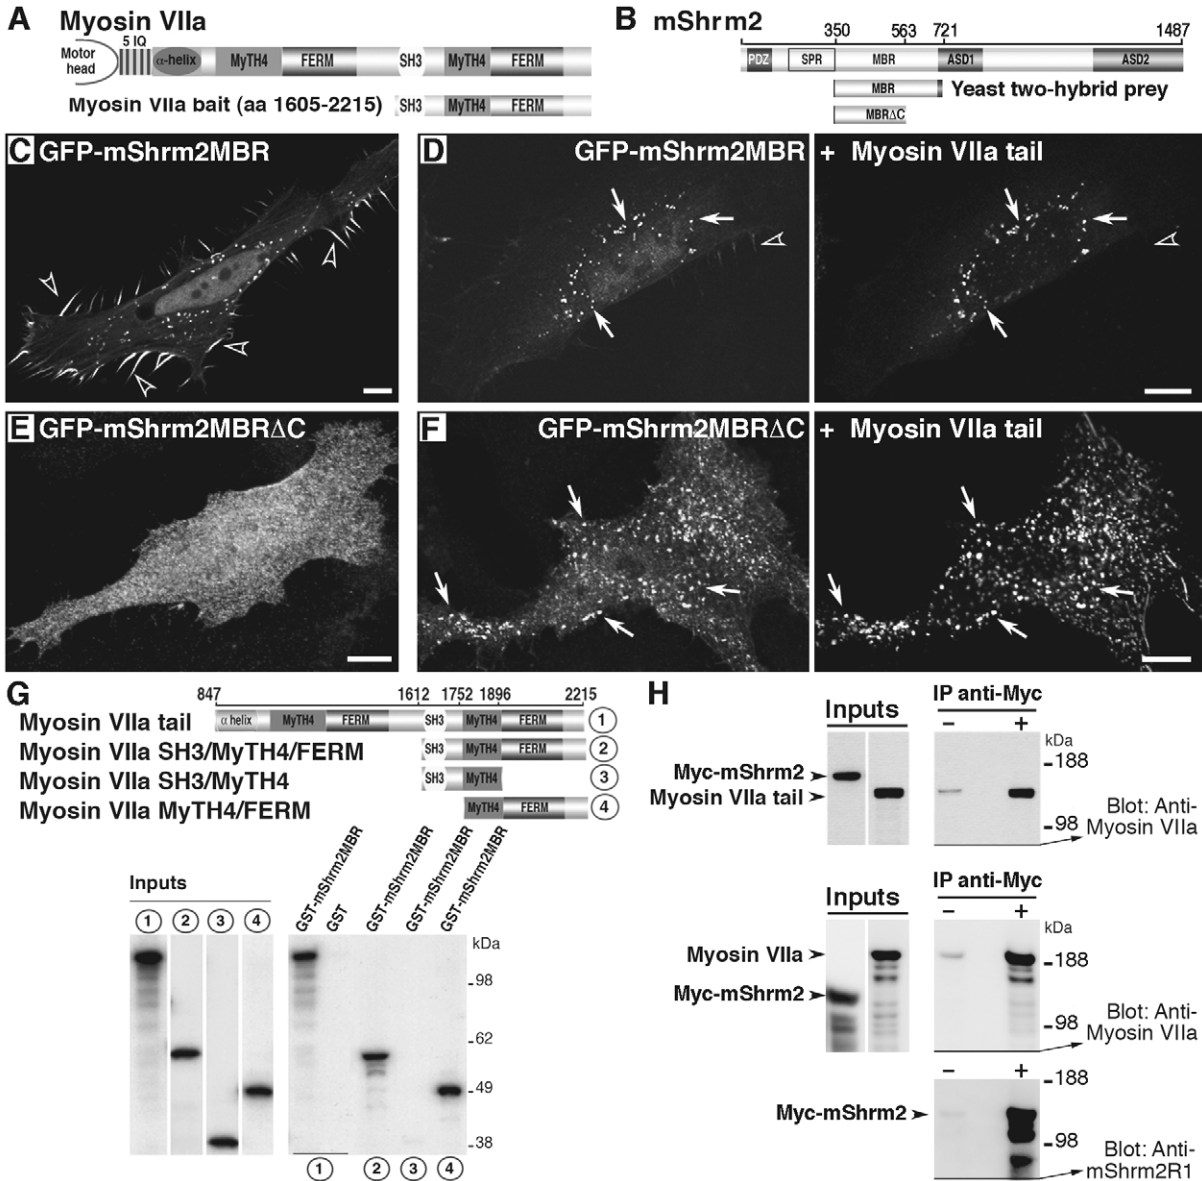 A Myosin VIIa
5 IQ
Motor head
α-helix MyTH4 FERM SH3 MyTH4 FERM
Myosin VIIa bait (aa 1605-2215) SH3 MyTH4 FERM
B mShrm2
350 563 721 1487
PDZ SPR MBR ASD1 ASD2
MBR Yeast two-hybrid prey
MBRΔC
C GFP-mShrm2MBR
D GFP-mShrm2MBR + Myosin VIIa tail
E GFP-mShrm2MBRΔC
F GFP-mShrm2MBRΔC + Myosin VIIa tail
G
847 1612 1752 1896 2215
Myosin VIIa tail α helix MyTH4 FERM SH3 MyTH4 FERM 1
Myosin VIIa SH3/MyTH4/FERM SH3 MyTH4 FERM 2
Myosin VIIa SH3/MyTH4 SH3 MyTH4 3
Myosin VIIa MyTH4/FERM MyTH4 FERM 4
Inputs
1 2 3 4
GST-mShrm2MBR
GST
GST-mShrm2MBR
GST-mShrm2MBR
GST-mShrm2MBR
kDa
-98
-62
-49
-38
1 2 3 4
H
Inputs
IP anti-Myc
- +
kDa
-188
Myc-mShrm2
Myosin VIIa tail
-98
Blot: Anti-
Myosin VIIa
Inputs
IP anti-Myc
- +
kDa
Myosin VIIa
-188
Myc-mShrm2
-98
Blot: Anti-
Myosin VIIa
- +
-188
Myc-mShrm2
-98
Blot: Anti-
mShrm2R1